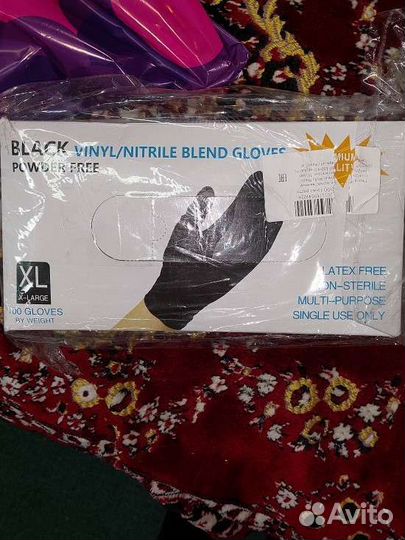 BLACK VINYL/NITRILE BLEND GLOVES
POWDER FREE
XL
X-LARGE
100 GLOVES
BY WEIGHT
LATEX FREE
ON-STERILE
MULTI-PURPOSE
SINGLE USE ONLY
Avito